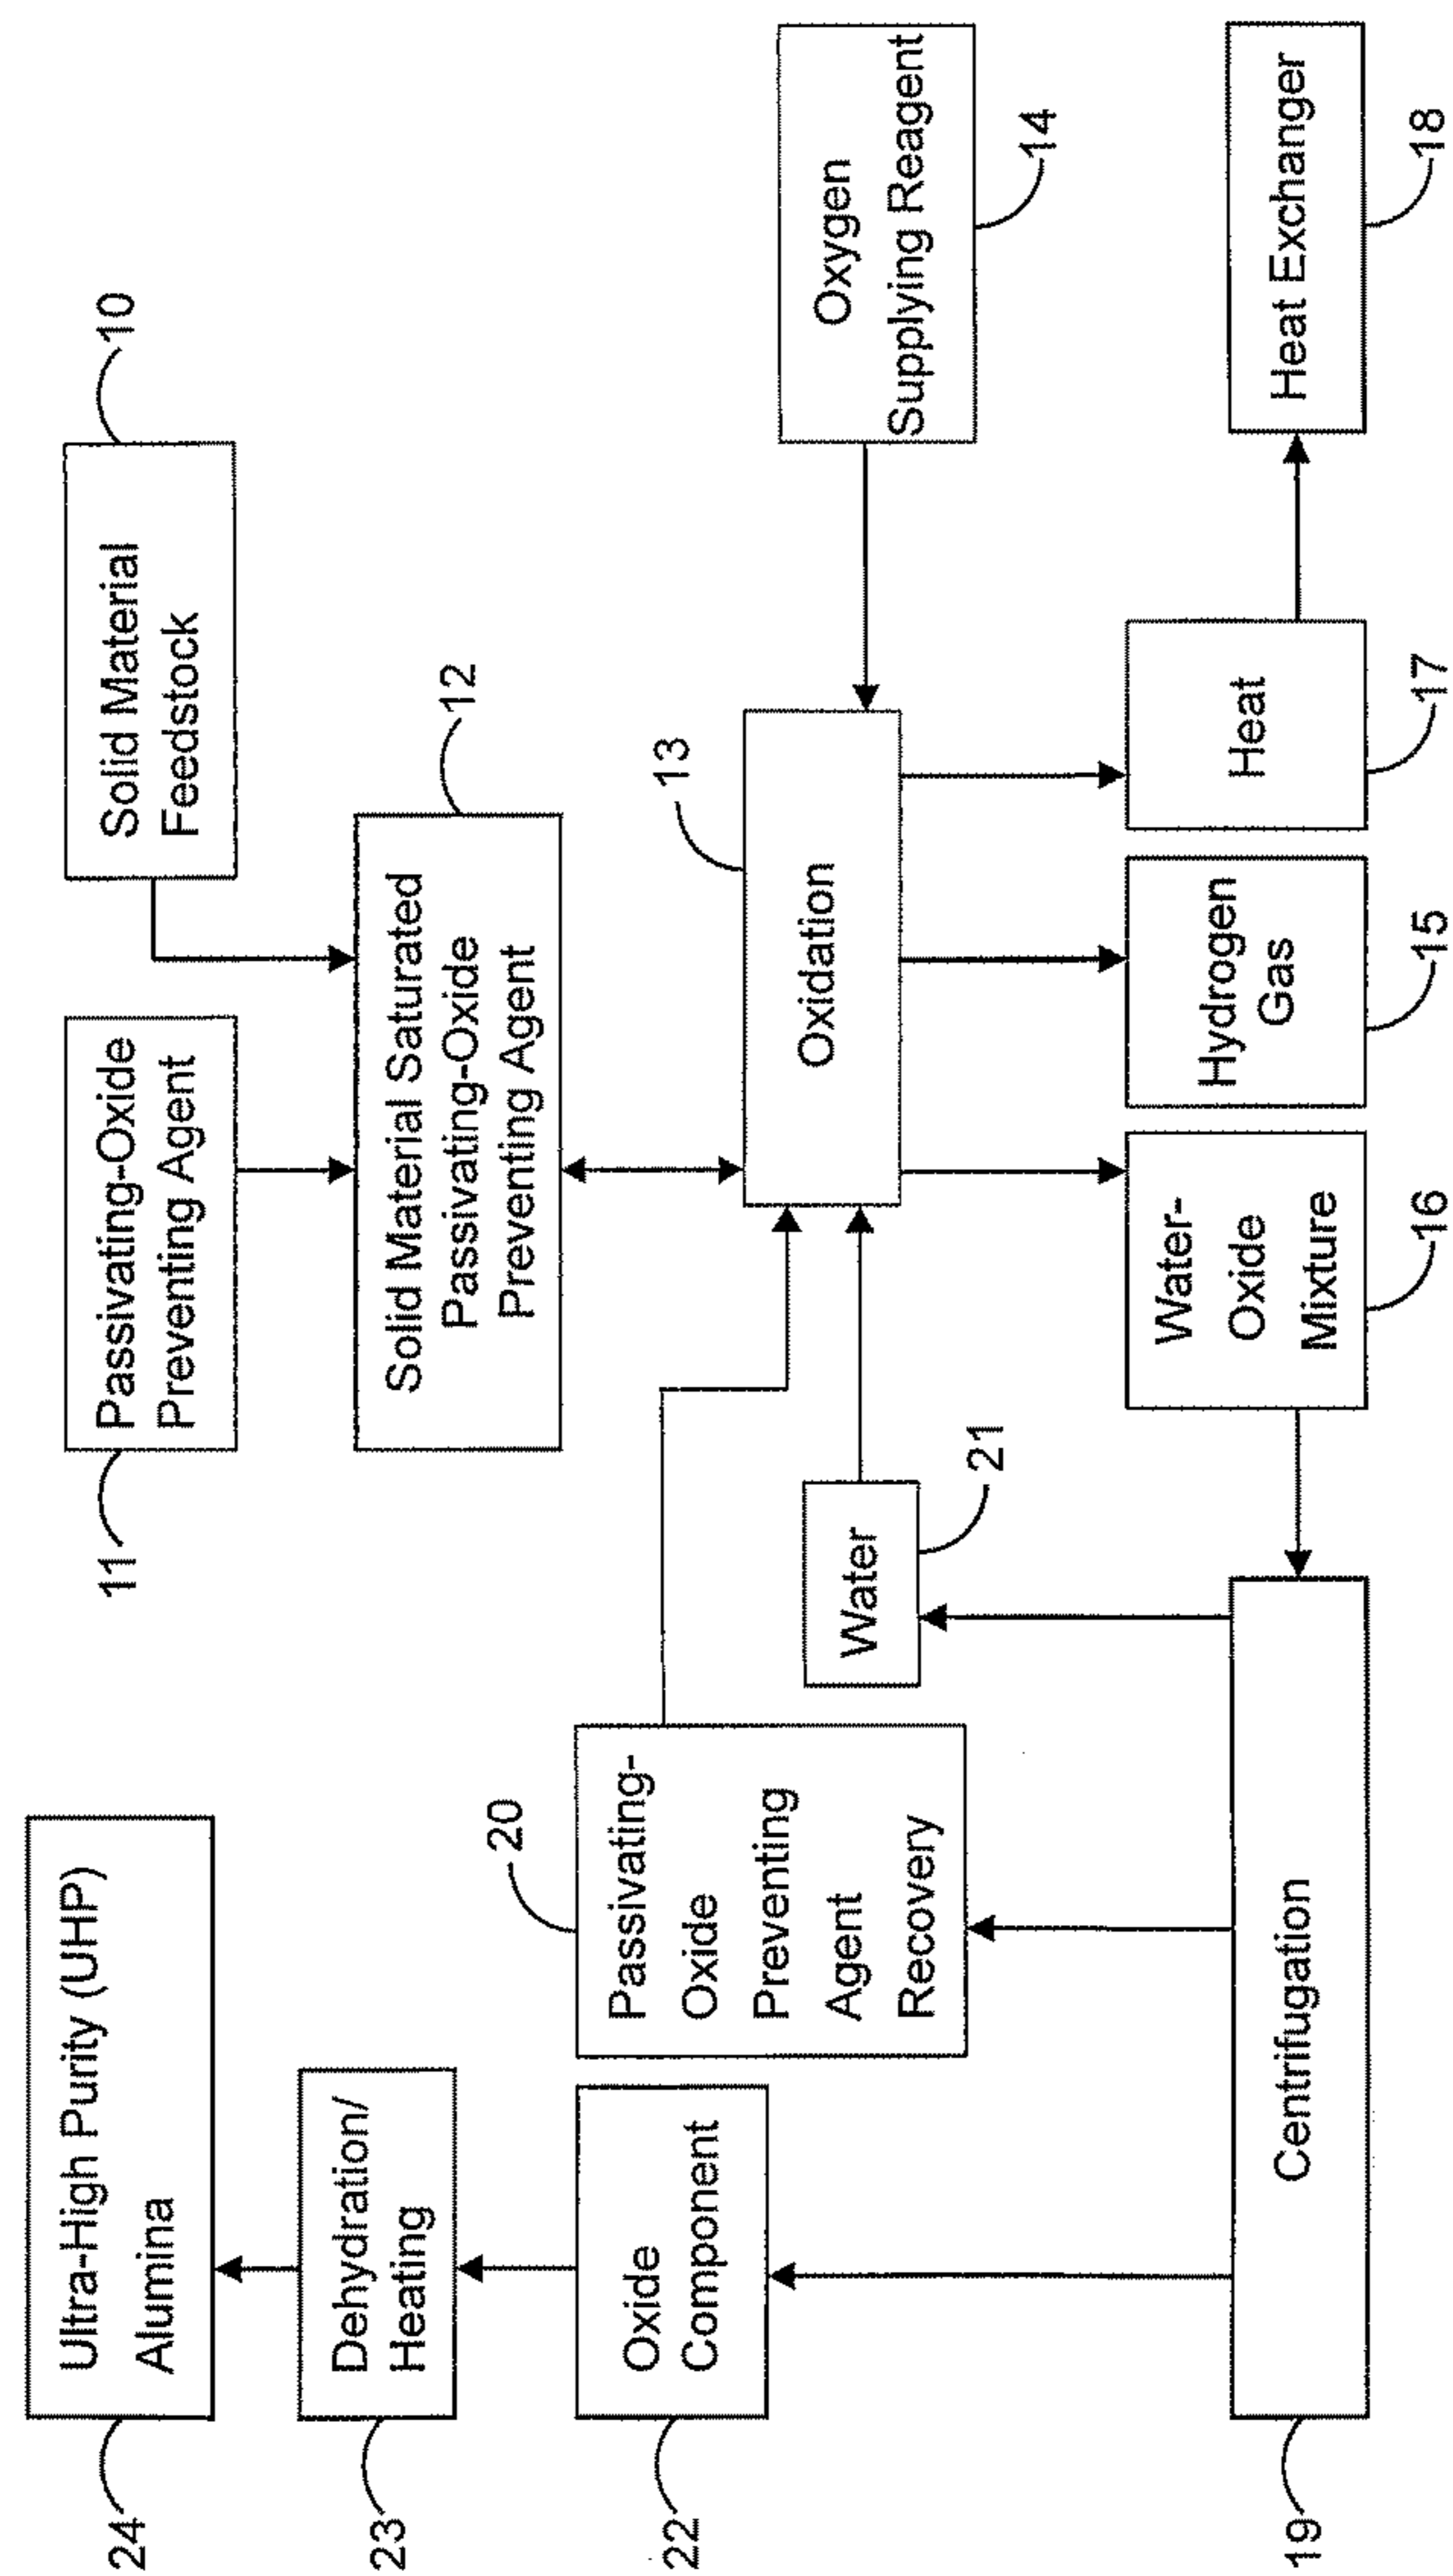 Ultra-High Purity (UHP)
Alumina
24
Dehydration/
Heating
23
Oxide
Component
22
Passivating-
Oxide
Preventing
Agent
Recovery
20
Water
21
Centrifugation
19
Passivating-Oxide
Preventing Agent
11
Solid Material
Feedstock
10
Solid Material Saturated
Passivating-Oxide
Preventing Agent
12
Oxidation
13
Oxygen
Supplying Reagent
14
Water-
Oxide
Mixture
16
Hydrogen
Gas
15
Heat
17
Heat Exchanger
18